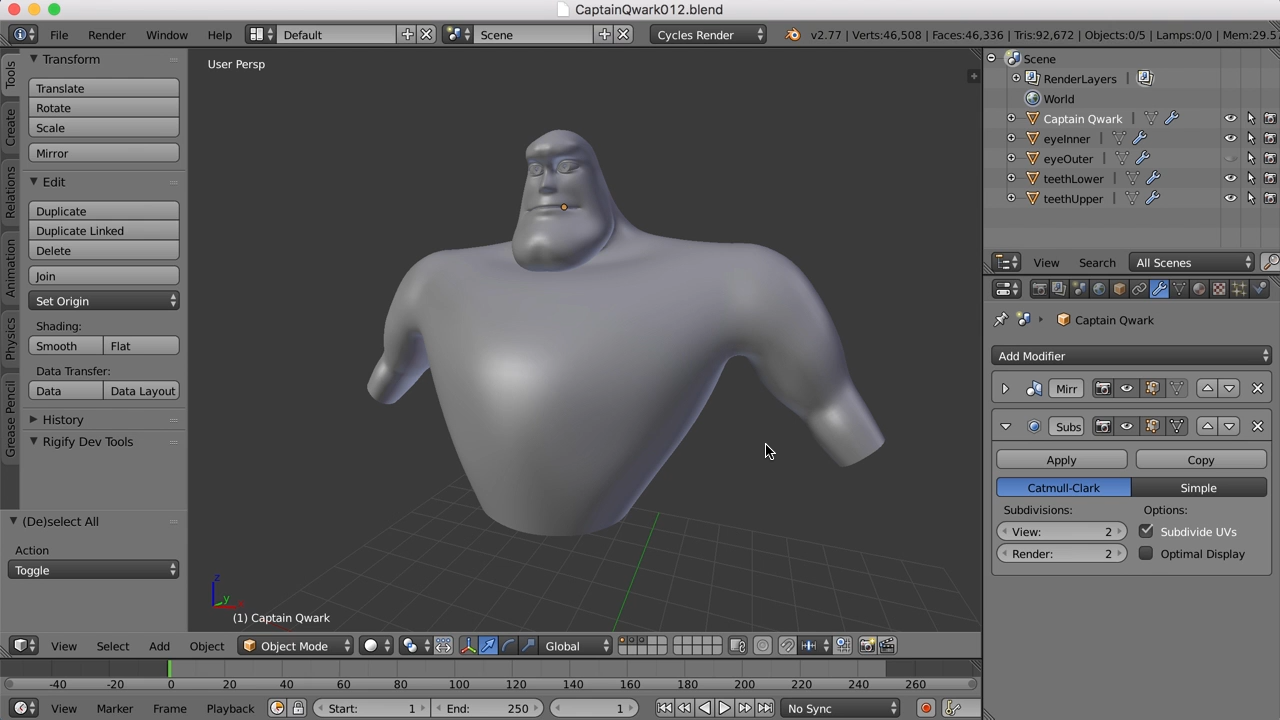 CaptainQwark012.blend
File Render Window Help Default Scene Cycles Render v2.77 | Verts:46,508 | Faces:46,336 | Tris:92,672 | Objects:0/5 | Lamps:0/0 | Mem:29.5
Tools
Create
Relations
Animation
Physics
Grease Pencil
Transform
Translate
Rotate
Scale
Mirror
Edit
Duplicate
Duplicate Linked
Delete
Join
Set Origin
Shading:
Smooth Flat
Data Transfer:
Data Data Layout
History
Rigify Dev Tools
(De)select All
Action
Toggle
User Persp
z
y
(1) Captain Qwark
View Select Add Object Object Mode Global
-40 -20 0 20 40 60 80 100 120 140 160 180 200 220 240 260
View Marker Frame Playback Start: 1 End: 250 1 No Sync
Scene
RenderLayers
World
Captain Qwark
eyeInner
eyeOuter
teethLower
teethUpper
View Search All Scenes
Captain Qwark
Add Modifier
Mirr
Subs
Apply Copy
Catmull-Clark Simple
Subdivisions: Options:
View: 2 Subdivide UVs
Render: 2 Optimal Display